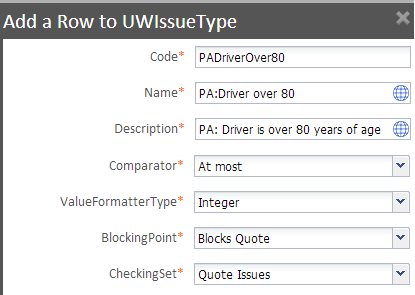 Add a Row to UWIssueType
Code* PADriverOver80
Name* PA:Driver over 80
Description* PA: Driver is over 80 years of age
Comparator* At most
ValueFormatterType* Integer
BlockingPoint* Blocks Quote
CheckingSet* Quote Issues